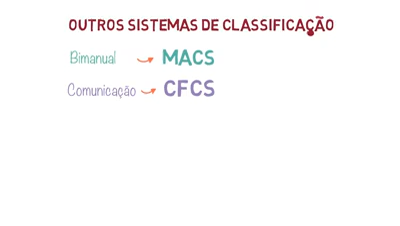 OUTROS SISTEMAS DE CLASSIFICAÇÃO
Bimanual MACS
Comunicação CFCS